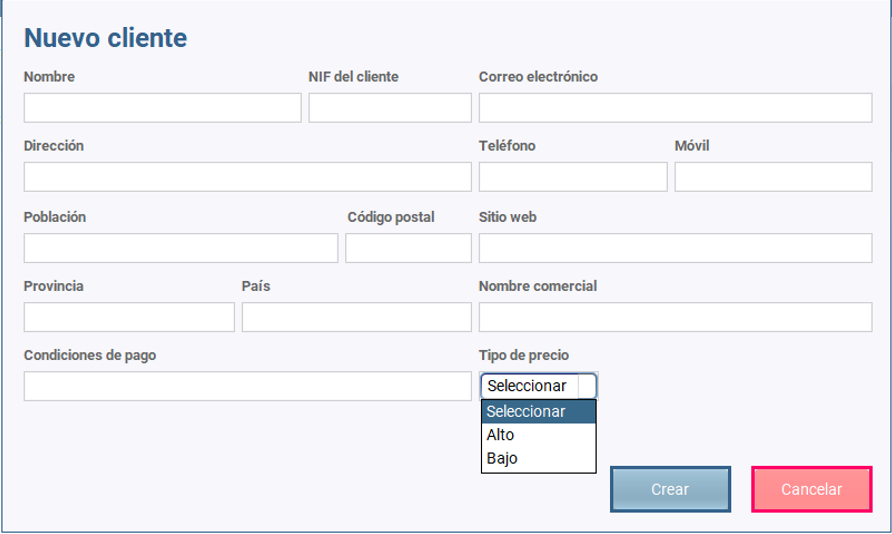 Nuevo cliente
Nombre NIF del cliente Correo electrónico
Dirección Teléfono Móvil
Población Código postal Sitio web
Provincia País Nombre comercial
Condiciones de pago Tipo de precio
Seleccionar
Seleccionar
Alto
Bajo
Crear Cancelar